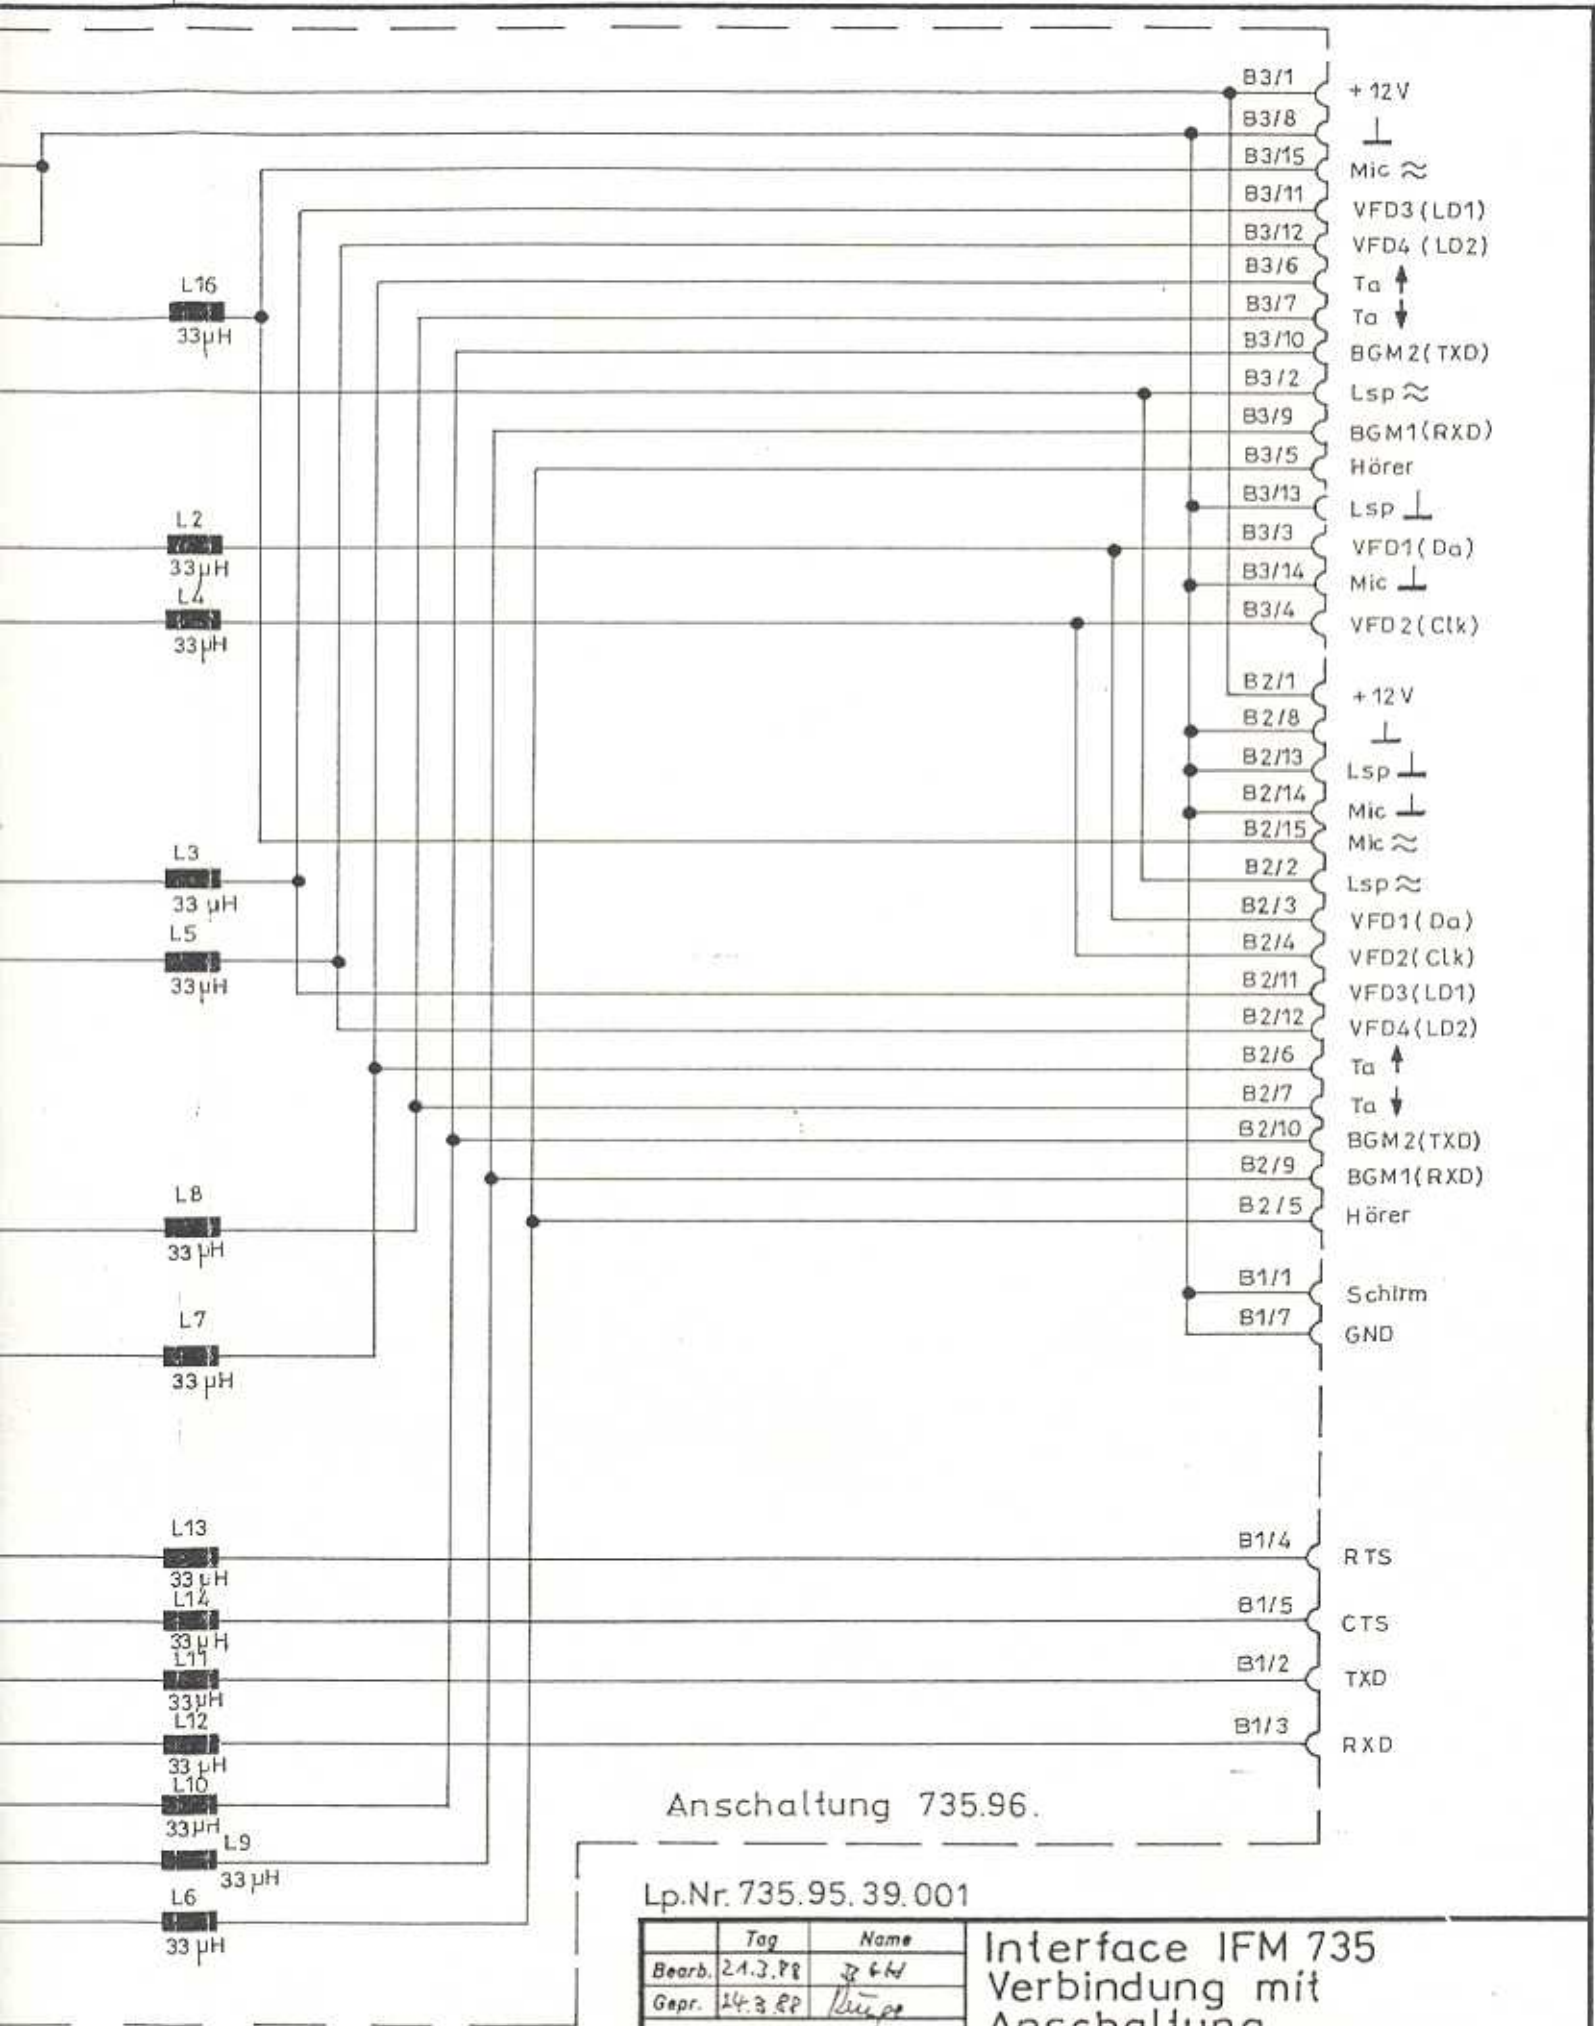 B3/1 +12V
B3/8 ⊥
B3/15 Mic ≈
B3/11 VFD3(LD1)
B3/12 VFD4 (LD2)
B3/6 Ta ↑
L16
B3/7 Ta ↓
33µH
B3/10 BGM2(TXD)
B3/2 Lsp ≈
B3/9 BGM1(RXD)
B3/5 Hörer
B3/13 Lsp ⊥
L2
B3/3 VFD1(Da)
33µH
B3/14 Mic ⊥
L4
B3/4 VFD2(Clk)
33µH
B2/1 +12V
B2/8 ⊥
B2/13 Lsp ⊥
B2/14 Mic ⊥
B2/15 Mic ≈
L3
B2/2 Lsp ≈
33 µH
B2/3 VFD1(Da)
L5
B2/4 VFD2(Clk)
33µH
B2/11 VFD3(LD1)
B2/12 VFD4(LD2)
B2/6 Ta ↑
B2/7 Ta ↓
B2/10 BGM2(TXD)
B2/9 BGM1(RXD)
L8
B2/5 Hörer
33 µH
B1/1 Schirm
L7
B1/7 GND
33 µH
L13
B1/4 RTS
33 µH
L14
B1/5 CTS
33 µH
L11
B1/2 TXD
33µH
L12
B1/3 RXD
33 µH
L10
33µH
Anschaltung 735.96.
L9
33 µH
L6
33 µH
Lp.Nr. 735.95.39.001
Tag Name
Bearb. 21.3.88
Gepr. 24.3.88
Interface IFM 735
Verbindung mit
Anschaltung